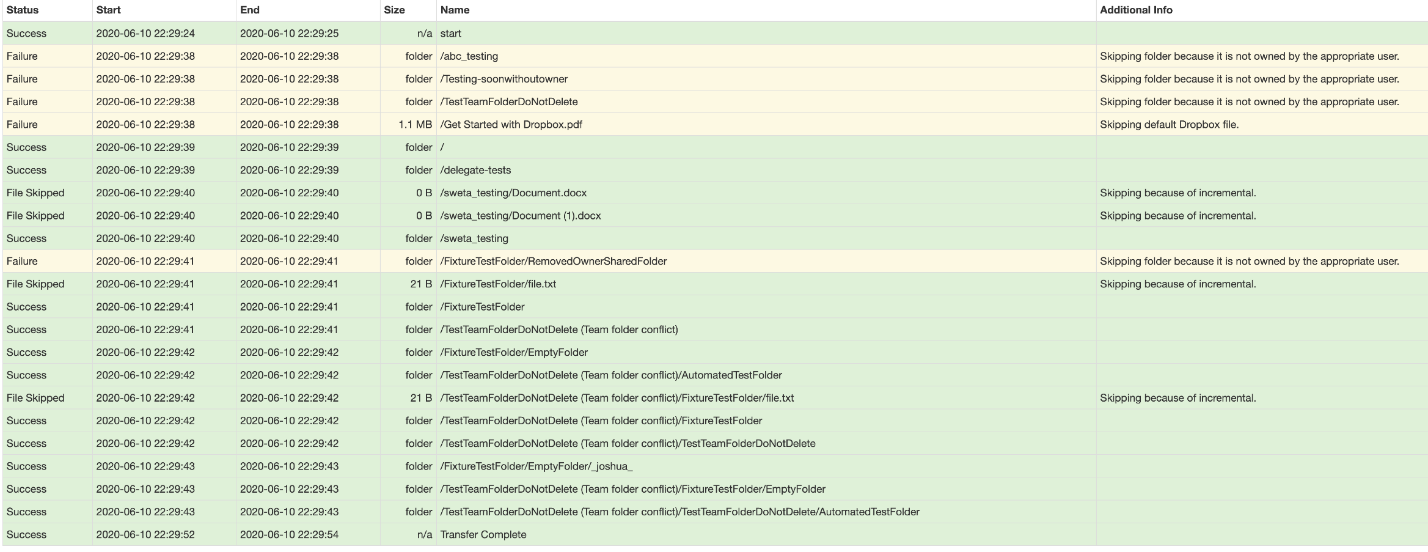 Status Start End Size Name Additional Info
Success 2020-06-10 22:29:24 2020-06-10 22:29:25 n/a start
Failure 2020-06-10 22:29:38 2020-06-10 22:29:38 folder /abc_testing Skipping folder because it is not owned by the appropriate user.
Failure 2020-06-10 22:29:38 2020-06-10 22:29:38 folder /Testing-soonwithoutowner Skipping folder because it is not owned by the appropriate user.
Failure 2020-06-10 22:29:38 2020-06-10 22:29:38 folder /TestTeamFolderDoNotDelete Skipping folder because it is not owned by the appropriate user.
Failure 2020-06-10 22:29:38 2020-06-10 22:29:38 1.1 MB /Get Started with Dropbox.pdf Skipping default Dropbox file.
Success 2020-06-10 22:29:39 2020-06-10 22:29:39 folder /
Success 2020-06-10 22:29:39 2020-06-10 22:29:39 folder /delegate-tests
File Skipped 2020-06-10 22:29:40 2020-06-10 22:29:40 0 B /sweta_testing/Document.docx Skipping because of incremental.
File Skipped 2020-06-10 22:29:40 2020-06-10 22:29:40 0 B /sweta_testing/Document (1).docx Skipping because of incremental.
Success 2020-06-10 22:29:40 2020-06-10 22:29:40 folder /sweta_testing
Failure 2020-06-10 22:29:41 2020-06-10 22:29:41 folder /FixtureTestFolder/RemovedOwnerSharedFolder Skipping folder because it is not owned by the appropriate user.
File Skipped 2020-06-10 22:29:41 2020-06-10 22:29:41 21 B /FixtureTestFolder/file.txt Skipping because of incremental.
Success 2020-06-10 22:29:41 2020-06-10 22:29:41 folder /FixtureTestFolder
Success 2020-06-10 22:29:41 2020-06-10 22:29:41 folder /TestTeamFolderDoNotDelete (Team folder conflict)
Success 2020-06-10 22:29:42 2020-06-10 22:29:42 folder /FixtureTestFolder/EmptyFolder
Success 2020-06-10 22:29:42 2020-06-10 22:29:42 folder /TestTeamFolderDoNotDelete (Team folder conflict)/AutomatedTestFolder
File Skipped 2020-06-10 22:29:42 2020-06-10 22:29:42 21 B /TestTeamFolderDoNotDelete (Team folder conflict)/FixtureTestFolder/file.txt Skipping because of incremental.
Success 2020-06-10 22:29:42 2020-06-10 22:29:42 folder /TestTeamFolderDoNotDelete (Team folder conflict)/FixtureTestFolder
Success 2020-06-10 22:29:42 2020-06-10 22:29:42 folder /TestTeamFolderDoNotDelete (Team folder conflict)/TestTeamFolderDoNotDelete
Success 2020-06-10 22:29:43 2020-06-10 22:29:43 folder /FixtureTestFolder/EmptyFolder/_joshua_
Success 2020-06-10 22:29:43 2020-06-10 22:29:43 folder /TestTeamFolderDoNotDelete (Team folder conflict)/FixtureTestFolder/EmptyFolder
Success 2020-06-10 22:29:43 2020-06-10 22:29:43 folder /TestTeamFolderDoNotDelete (Team folder conflict)/TestTeamFolderDoNotDelete/AutomatedTestFolder
Success 2020-06-10 22:29:52 2020-06-10 22:29:54 n/a Transfer Complete